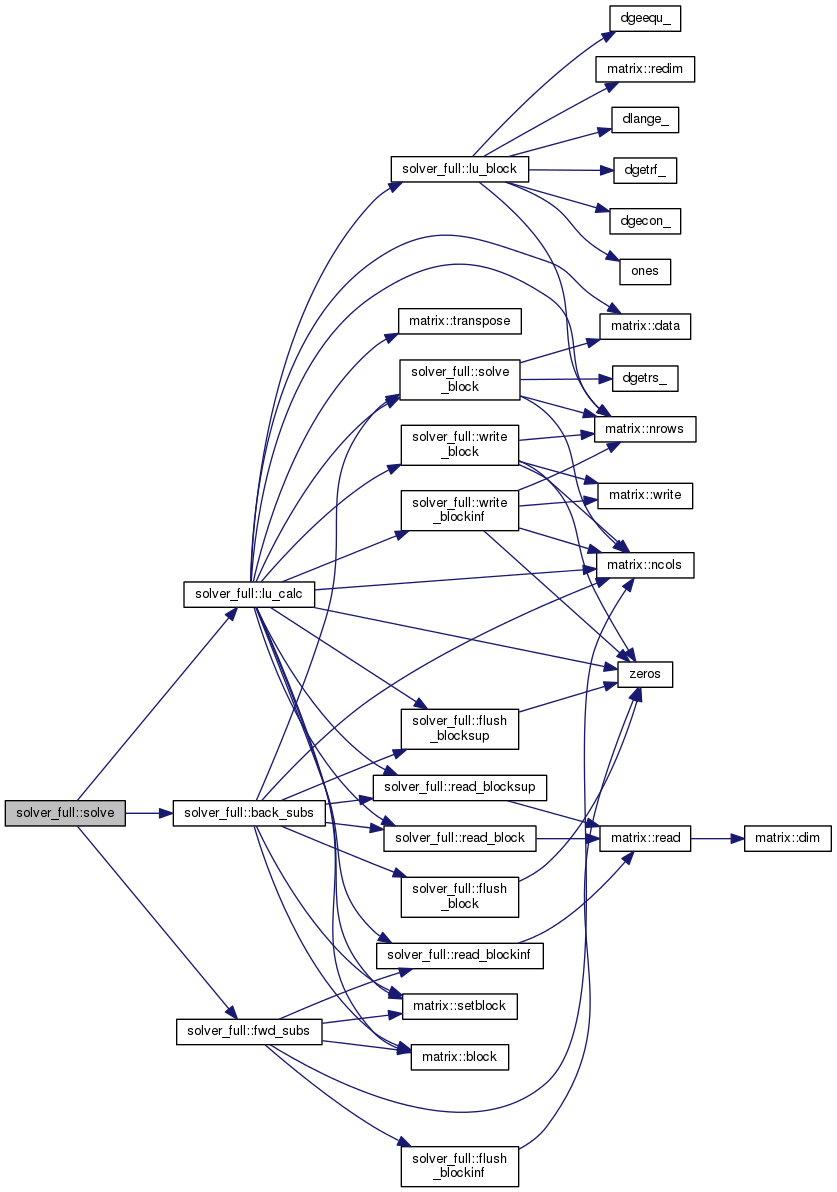 dgeequ_
matrix::redim
dlange_
solver_full::lu_block
dgetrf_
dgecon_
ones
matrix::transpose
matrix::data
solver_full::solve
_block
dgetrs_
solver_full::write
_block
matrix::nrows
solver_full::write
_blockinf
matrix::write
matrix::ncols
solver_full::lu_calc
zeros
solver_full::flush
_blocksup
solver_full::read_blocksup
solver_full::solve
solver_full::back_subs
solver_full::read_block
matrix::read
matrix::dim
solver_full::flush
_block
solver_full::read_blockinf
matrix::setblock
solver_full::fwd_subs
matrix::block
solver_full::flush
_blockinf